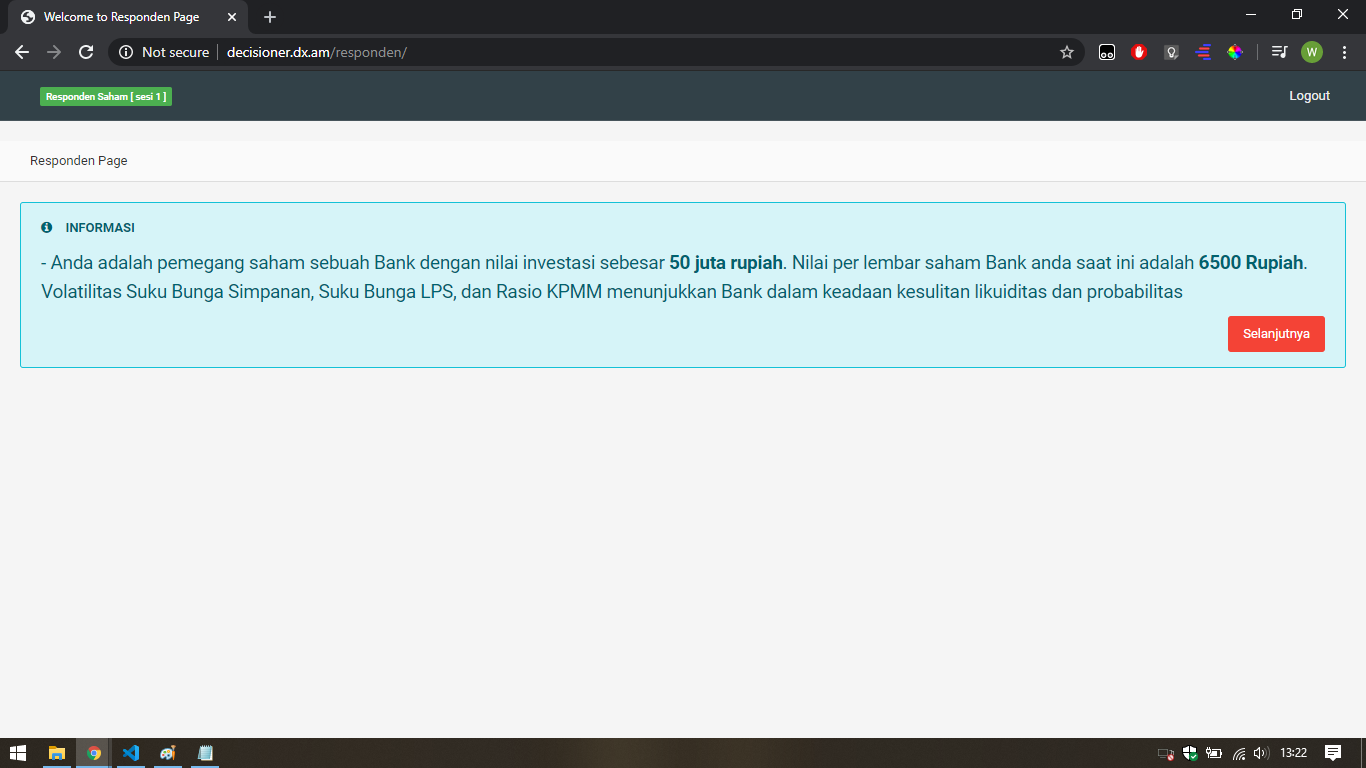 Welcome to Responden Page
Not secure
decisioner.dx.am/responden/
W
Responden Saham [ sesi 1 ]
Logout
Responden Page
INFORMASI
- Anda adalah pemegang saham sebuah Bank dengan nilai investasi sebesar 50 juta rupiah. Nilai per lembar saham Bank anda saat ini adalah 6500 Rupiah.
Volatilitas Suku Bunga Simpanan, Suku Bunga LPS, dan Rasio KPMM menunjukkan Bank dalam keadaan kesulitan likuiditas dan probabilitas
Selanjutnya
13:22